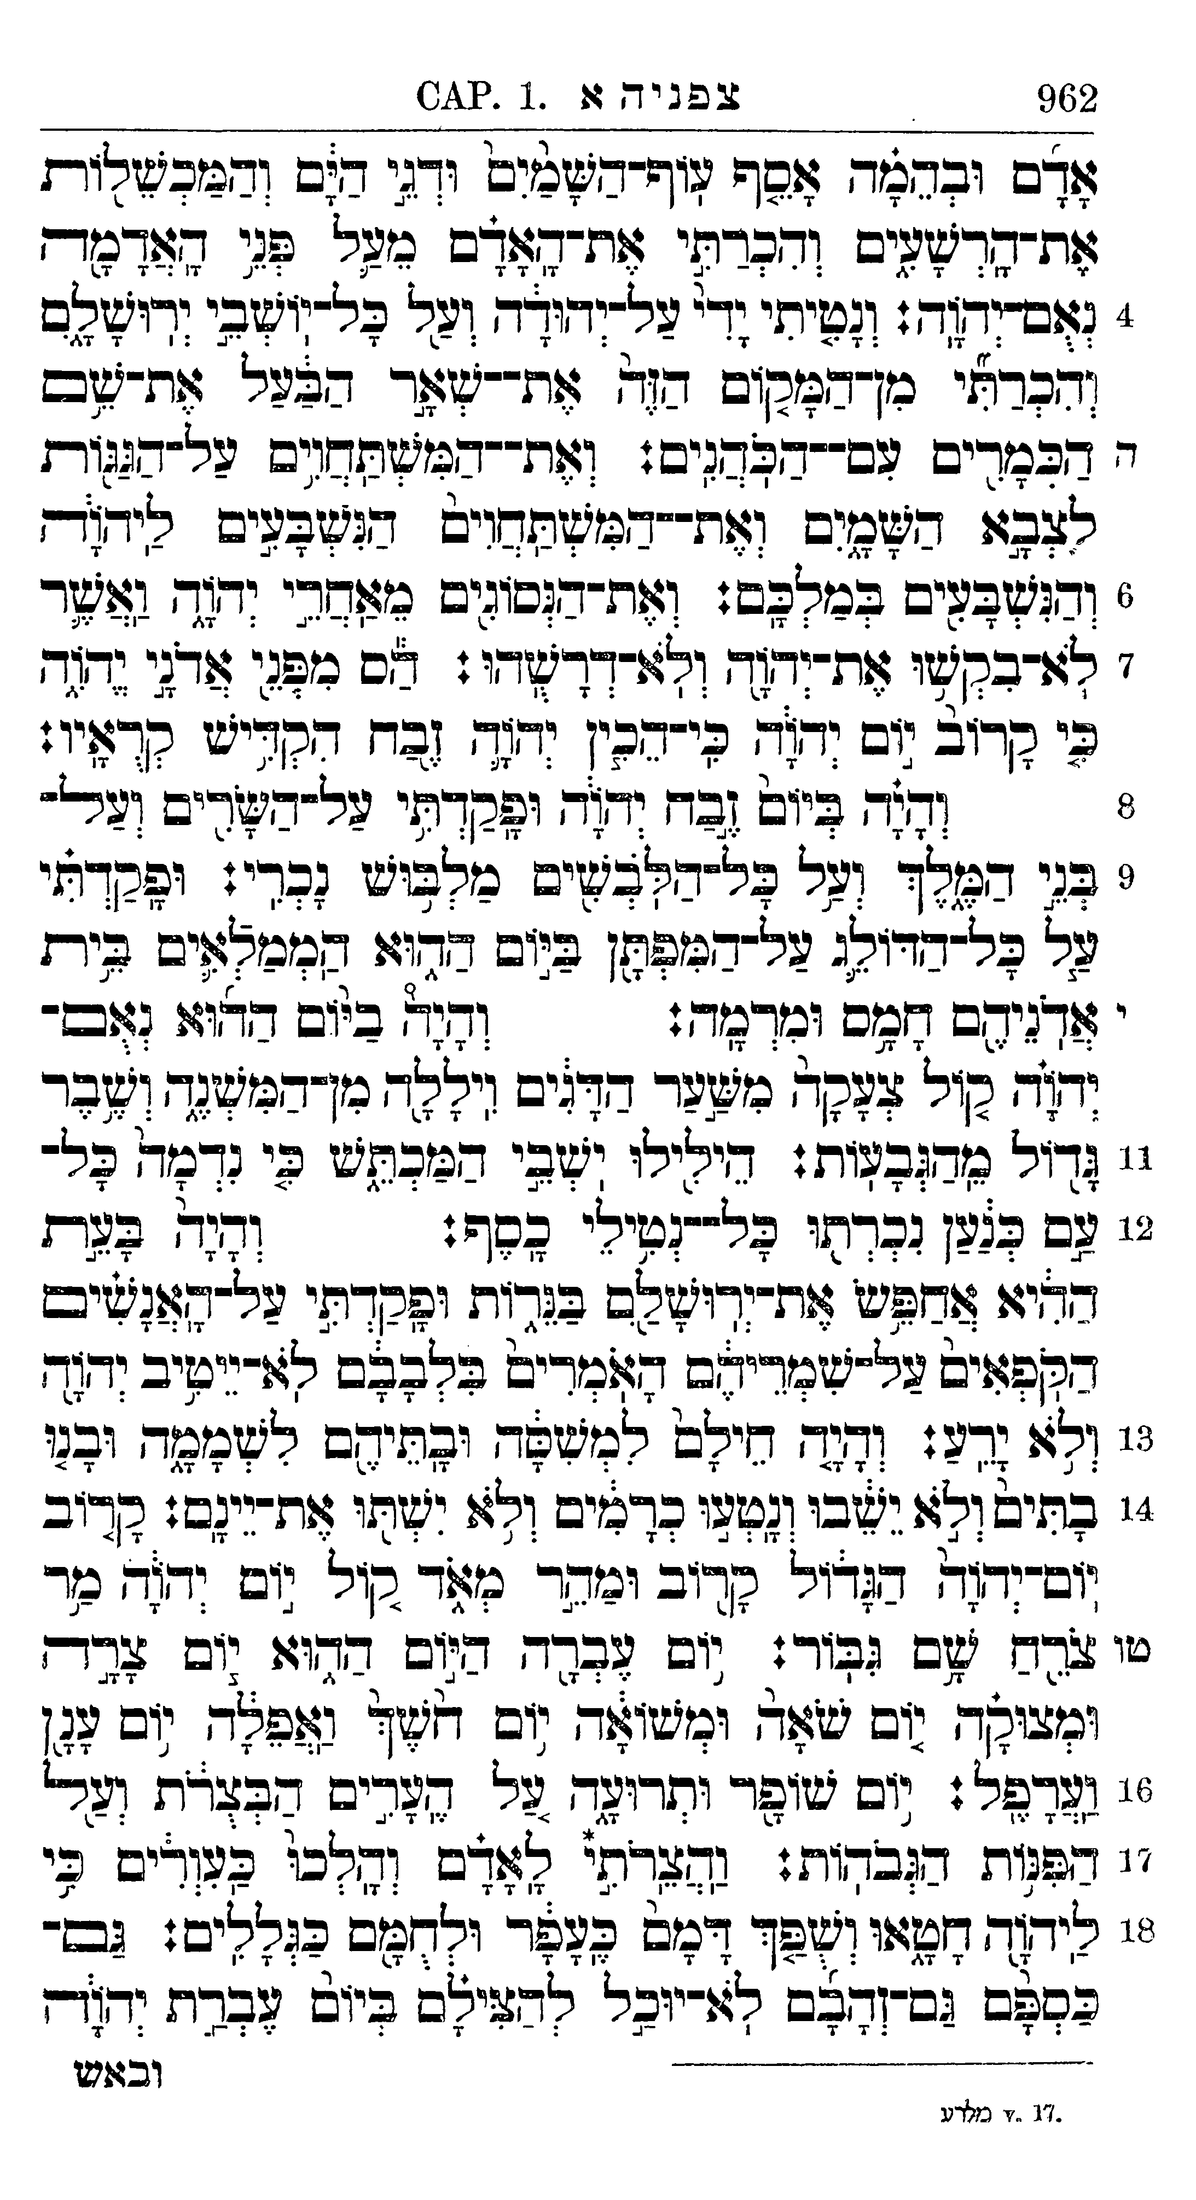 962 צפניה א CAP. 1.
אָדָ֜ם וּבְהֵמָ֗ה אָסֵ֤ף עוֹף־הַשָּׁמַ֙יִם֙ וּדְגֵ֣י הַיָּ֔ם וְהַמַּכְשֵׁל֖וֹת
אֶת־הָרְשָׁעִ֑ים וְהִכְרַתִּ֣י אֶת־הָאָדָ֗ם מֵעַ֛ל פְּנֵ֥י הָאֲדָמָ֖ה
4 נְאֻם־יְהוָֽה׃ וְנָטִ֤יתִי יָדִי֙ עַל־יְהוּדָ֔ה וְעַ֖ל כָּל־יוֹשְׁבֵ֣י יְרֽוּשָׁלָ֑͏ִם
וְהִכְרַתִּ֞י מִן־הַמָּק֤וֹם הַזֶּה֙ אֶת־שְׁאָ֣ר הַבַּ֔עַל אֶת־שֵׁ֥ם
ה הַכְּמָרִ֖ים עִם־הַכֹּהֲנִֽים׃ וְאֶת־הַמִּשְׁתַּחֲוִ֥ים עַל־הַגַּגּ֖וֹת
לִצְבָ֣א הַשָּׁמָ֑יִם וְאֶת־הַמִּשְׁתַּֽחֲוִים֙ הַנִּשְׁבָּעִ֣ים לַֽיהוָ֔ה
6 וְהַנִּשְׁבָּעִ֖ים בְּמַלְכָּֽם׃ וְאֶת־הַנְּסוֹגִ֖ים מֵאַֽחֲרֵ֣י יְהוָ֑ה וַֽאֲשֶׁ֛ר
7 לֹֽא־בִקְשׁ֥וּ אֶת־יְהוָ֖ה וְלֹ֥א־דְרָשֻֽׁהוּ׃ הַ֕ס מִפְּנֵ֖י אֲדֹנָ֣י יֱהוִ֑ה
כִּ֤י קָרוֹב֙ י֣וֹם יְהוָ֔ה כִּֽי־הֵכִ֧ין יְהוָ֛ה זֶ֖בַח הִקְדִּ֥ישׁ קְרֻאָֽיו׃
8 וְהָיָ֗ה בְּיוֹם֙ זֶ֣בַח יְהוָ֔ה וּפָֽקַדְתִּ֥י עַל־הַשָּׂרִ֖ים וְעַל־
9 בְּנֵ֣י הַמֶּ֑לֶךְ וְעַ֥ל כָּל־הַלֹּֽבְשִׁ֖ים מַלְבּ֥וּשׁ נָכְרִֽי׃ וּפָֽקַדְתִּ֗י
עַ֧ל כָּל־הַדּוֹלֵ֛ג עַל־הַמִּפְתָּ֖ן בַּיּ֣וֹם הַה֑וּא הַֽמְמַלְאִ֛ים בֵּ֥ית
י אֲדֹֽנֵיהֶ֖ם חָמָ֥ס וּמִרְמָֽה׃ וְהָיָה֩ בַיּ֨וֹם הַה֜וּא נְאֻם־
יְהוָ֗ה ק֤וֹל צְעָקָה֙ מִשַּׁ֣עַר הַדָּגִ֔ים וִֽילָלָ֖ה מִן־הַמִּשְׁנֶ֑ה וְשֶׁ֥בֶר
11 גָּד֖וֹל מֵֽהַגְּבָעֽוֹת׃ הֵילִ֖ילוּ יֹֽשְׁבֵ֣י הַמַּכְתֵּ֑שׁ כִּ֤י נִדְמָה֙ כָּל־
12 עַ֣ם כְּנַ֔עַן נִכְרְת֖וּ כָּל־נְטִ֥ילֵי כָֽסֶף׃ וְהָיָה֙ בָּעֵ֣ת
הַהִ֔יא אֲחַפֵּ֥שׂ אֶת־יְרֽוּשָׁלַ֖͏ִם בַּנֵּר֑וֹת וּפָֽקַדְתִּ֣י עַל־הָֽאֲנָשִׁ֗ים
הַקֹּֽפְאִים֙ עַל־שִׁמְרֵיהֶ֔ם הָאֹֽמְרִים֙ בִּלְבָבָ֔ם לֹֽא־יֵיטִ֥יב יְהוָ֖ה
13 וְלֹ֥א יָרֵֽעַ׃ וְהָיָ֤ה חֵילָם֙ לִמְשִׁסָּ֔ה וּבָֽתֵּיהֶ֖ם לִשְׁמָמָ֑ה וּבָנ֤וּ
14 בָתִּים֙ וְלֹ֣א יֵשֵׁ֔בוּ וְנָֽטְע֣וּ כְרָמִ֔ים וְלֹ֥א יִשְׁתּ֖וּ אֶת־יֵינָֽם׃ קָר֤וֹב
יוֹם־יְהוָה֙ הַגָּד֔וֹל קָר֖וֹב וּמַהֵ֣ר מְאֹ֑ד ק֚וֹל י֣וֹם יְהוָ֔ה מַ֥ר
טו צֹרֵ֖חַ שָׁ֥ם גִּבּֽוֹר׃ י֥וֹם עֶבְרָ֖ה הַיּ֣וֹם הַה֑וּא י֧וֹם צָרָ֣ה
וּמְצוּקָ֗ה י֤וֹם שֹׁאָה֙ וּמְשׁוֹאָ֔ה י֥וֹם חֹ֙שֶׁךְ֙ וַאֲפֵלָ֔ה י֥וֹם עָנָ֖ן
16 וַעֲרָפֶֽל׃ י֥וֹם שׁוֹפָ֖ר וּתְרוּעָ֑ה עַ֚ל הֶעָרִ֣ים הַבְּצֻר֔וֹת וְעַ֖ל
17 הַפִּנּ֥וֹת הַגְּבֹהֽוֹת׃ וַהֲצֵרֹ֣תִי* לָאָדָ֗ם וְהָֽלְכוּ֙ כַּֽעִוְרִ֔ים כִּ֥י
18 לַֽיהוָ֖ה חָטָ֑אוּ וְשֻׁפַּ֤ךְ דָּמָם֙ כֶּֽעָפָ֔ר וּלְחֻמָּ֖ם כַּגְּלָלִֽים׃ גַּם־
כַּסְפָּ֨ם גַּם־זְהָבָ֜ם לֹֽא־יוּכַ֣ל לְהַצִּילָ֗ם בְּיוֹם֙ עֶבְרַ֣ת יְהוָ֔ה
ובאש
v. 17. מלרע